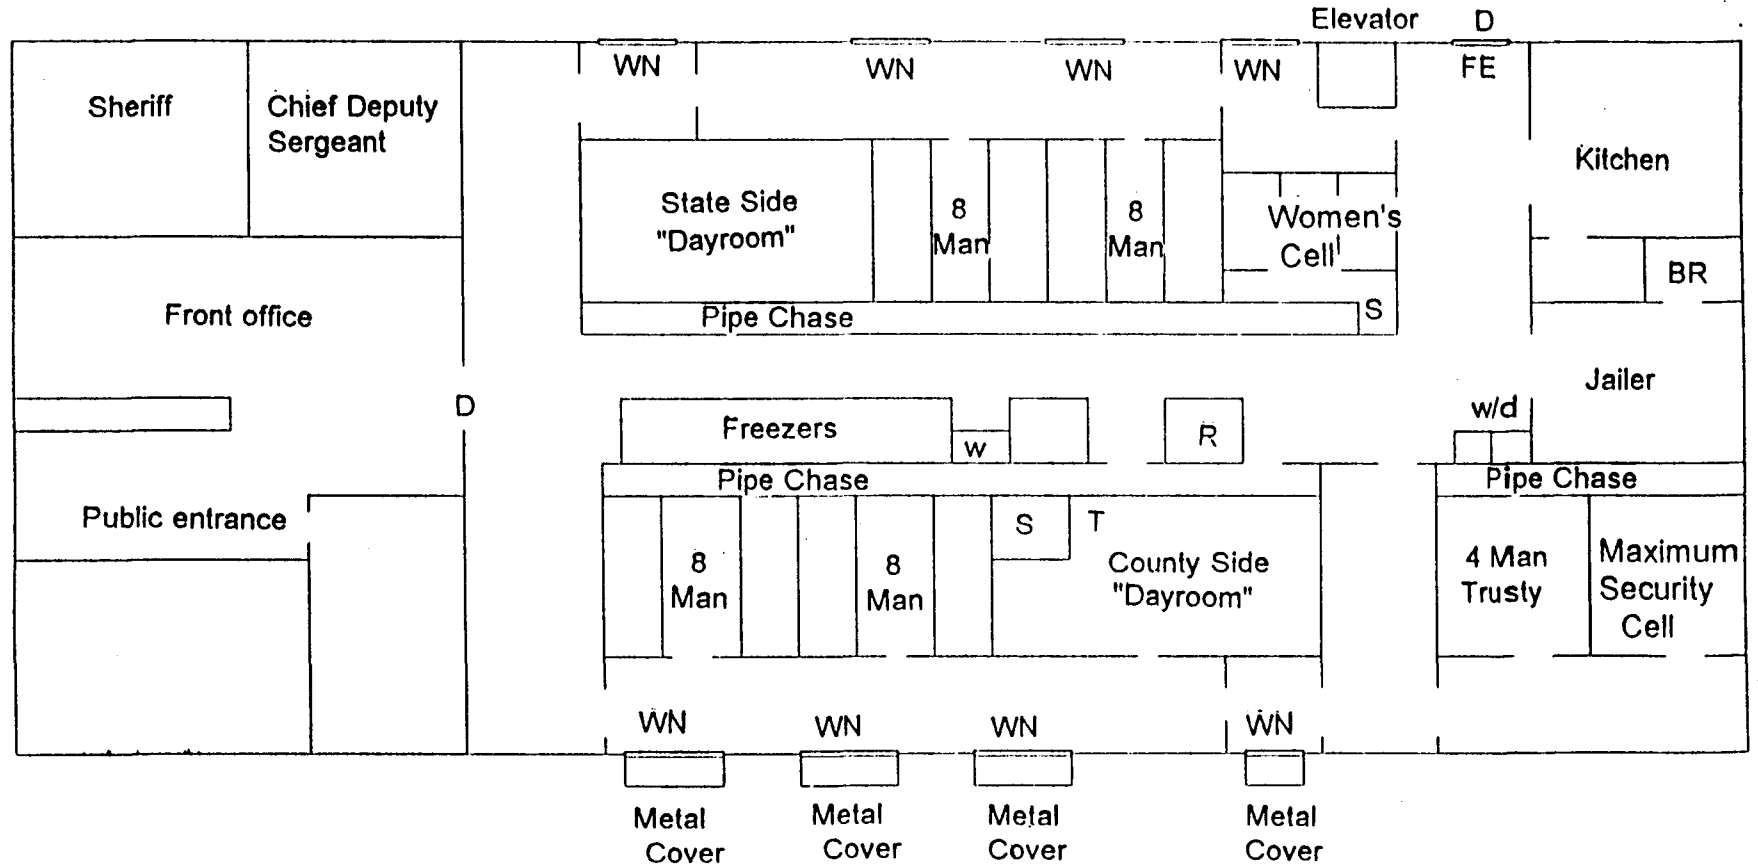 Elevator D
WN WN WN WN FE
Sheriff
Chief Deputy
Sergeant
Kitchen
State Side
"Dayroom"
8
Man
8
Man
Women's
Cell
BR
Pipe Chase
S
Front office
Jailer
D
w/d
Freezers
w
R
Pipe Chase
Pipe Chase
Public entrance
S
T
8
Man
8
Man
County Side
"Dayroom"
4 Man
Trusty
Maximum
Security
Cell
WN WN WN WN
Metal
Cover
Metal
Cover
Metal
Cover
Metal
Cover